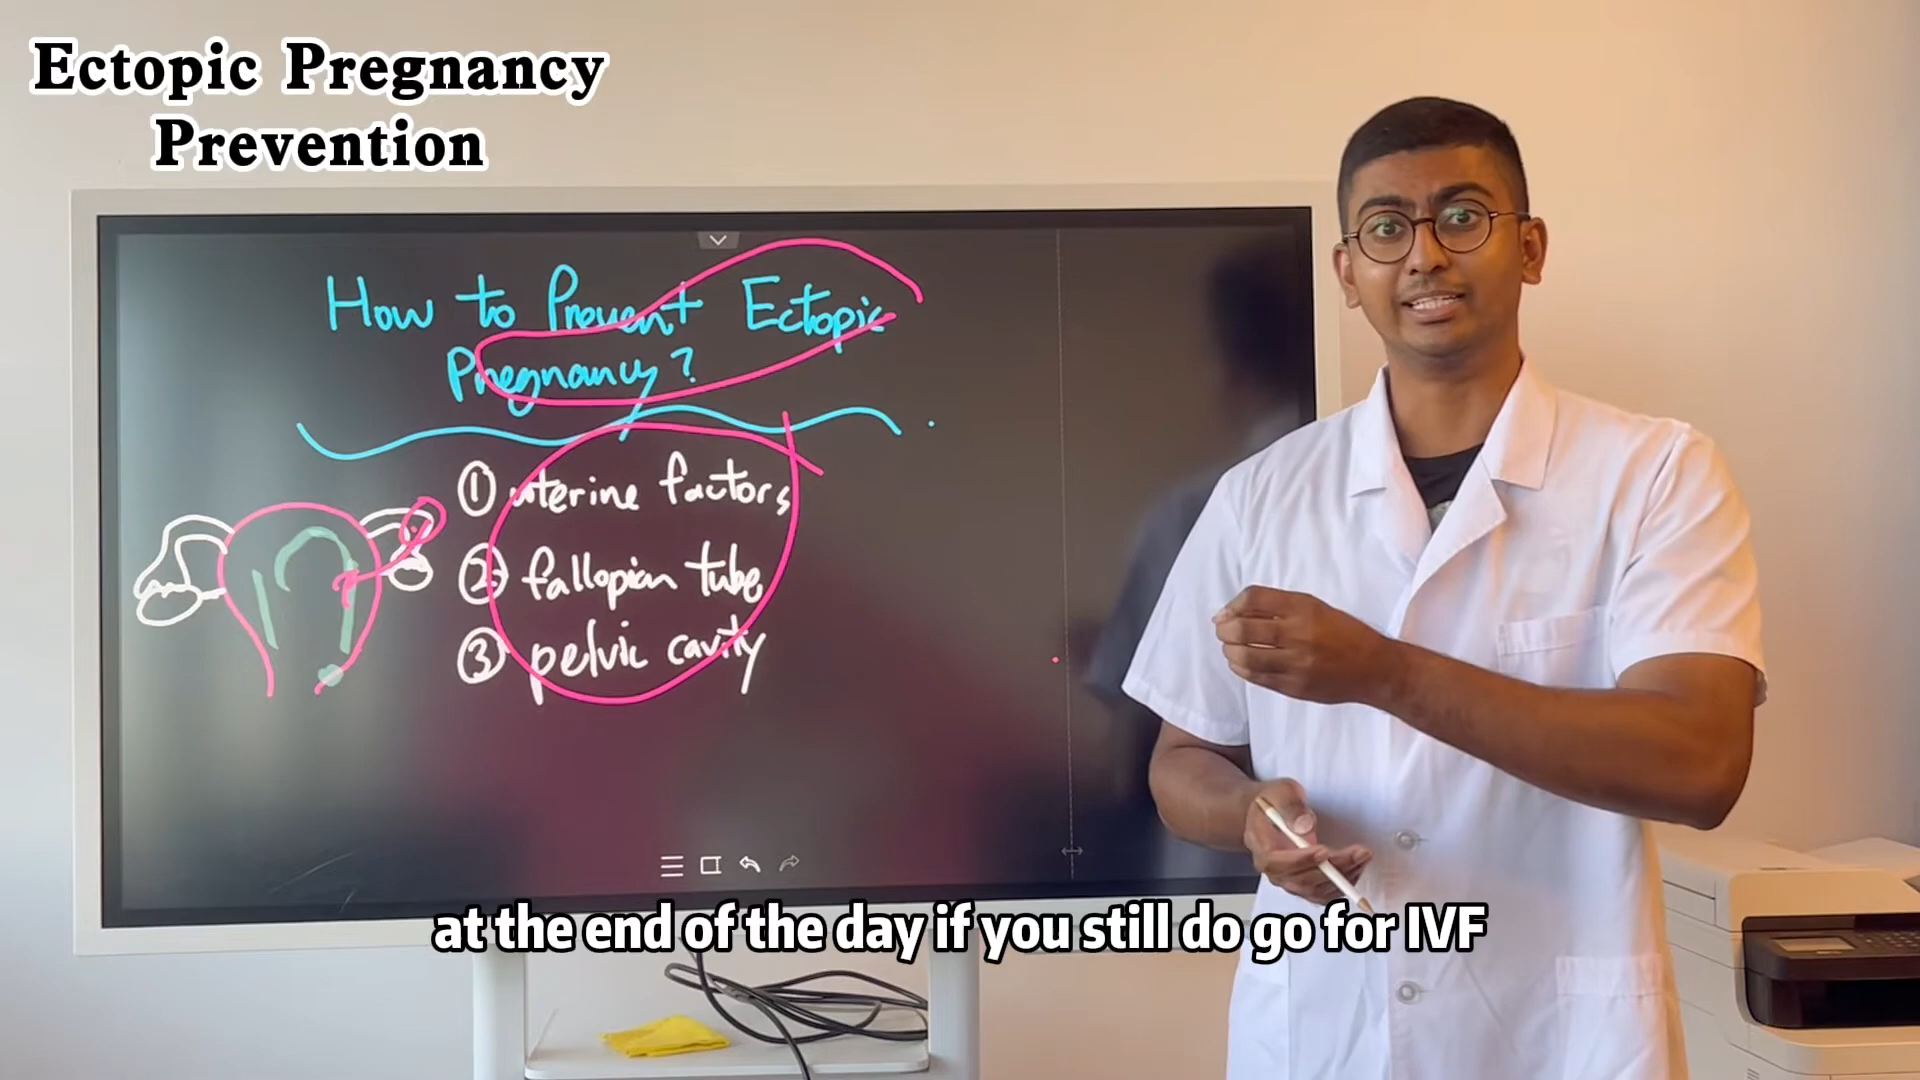 Ectopic Pregnancy
Prevention
How to Prevent Ectopic
Pregnancy?
① uterine factors
② fallopian tube
③ pelvic cavity
at the end of the day if you still do go for IVF